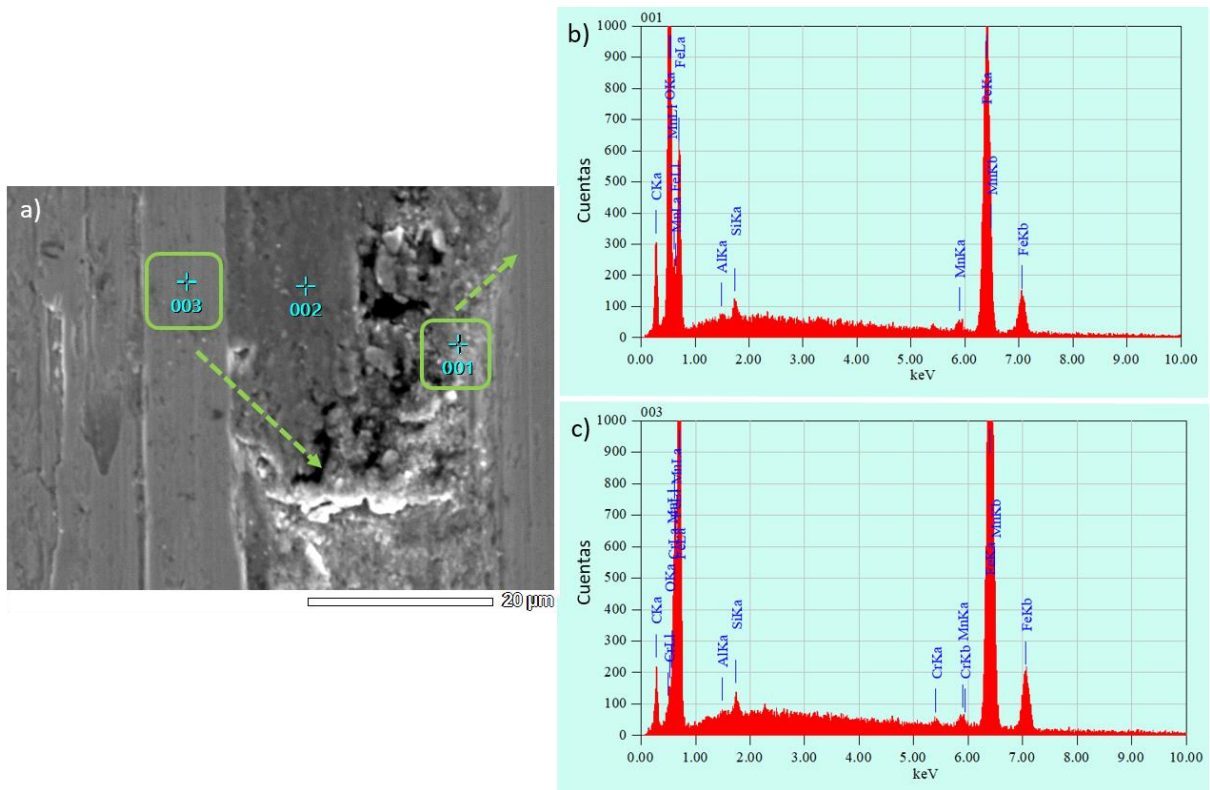 a)
003
002
001
20 µm
b)
001
Cuentas
1000
900
800
700
600
500
400
300
200
100
0
CKa
OKa
FeLa
MnLl
FeLl
MnLa
AlKa
SiKa
MnKa
FeKa
MnKb
FeKb
0.00 1.00 2.00 3.00 4.00 5.00 6.00 7.00 8.00 9.00 10.00
keV
c)
003
Cuentas
1000
900
800
700
600
500
400
300
200
100
0
CKa
OKa
CrLl
CrLa
MnLl
MnLa
FeLa
AlKa
SiKa
CrKa
MnKa
CrKb
FeKa
MnKb
FeKb
0.00 1.00 2.00 3.00 4.00 5.00 6.00 7.00 8.00 9.00 10.00
keV